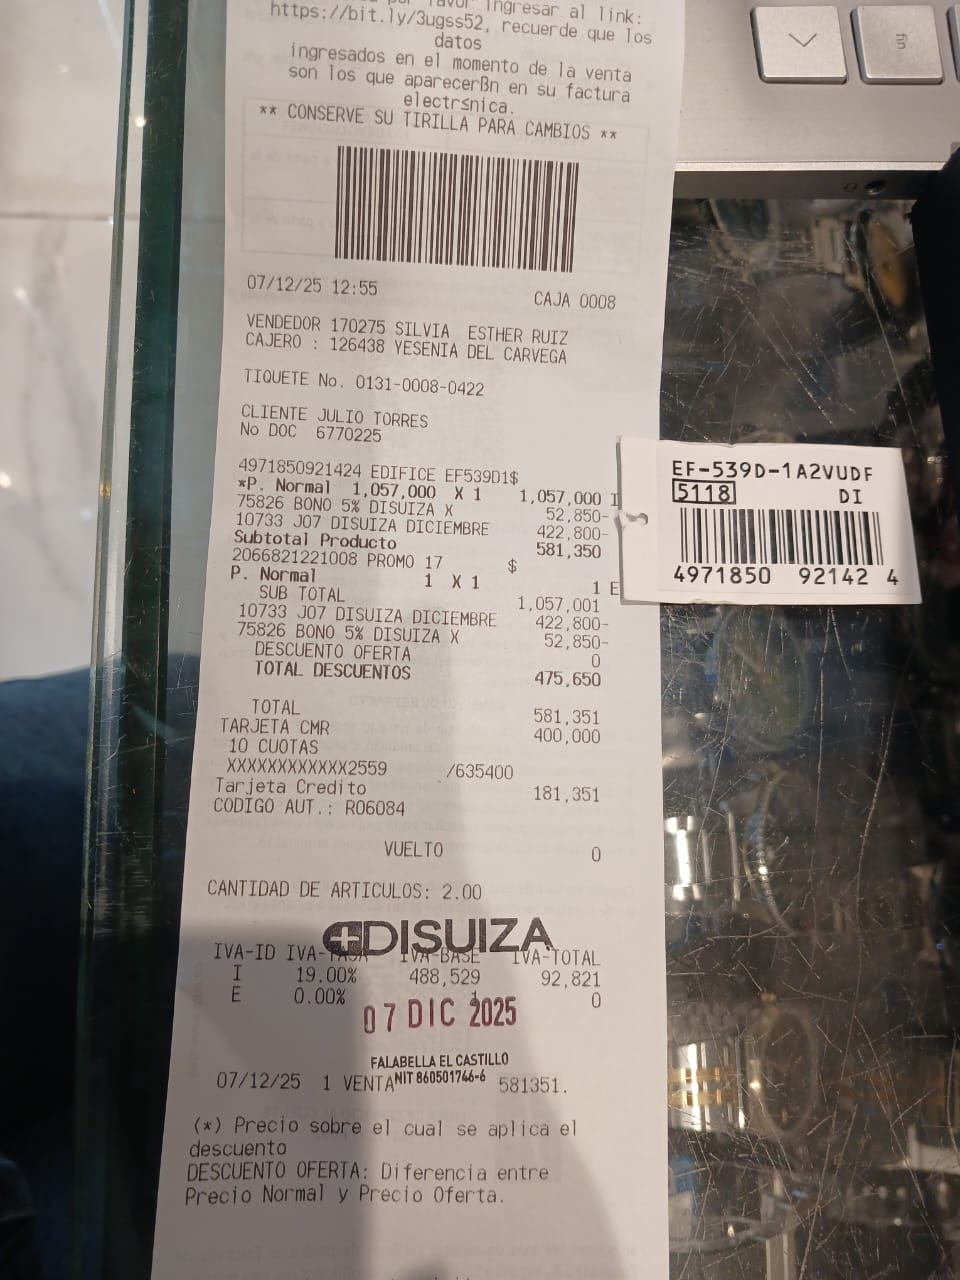 favor ingresar al link:
https://bit.ly/3ugss52, recuerde que los
datos
ingresados en el momento de la venta
son los que aparecerßn en su factura
electr≤nica.
** CONSERVE SU TIRILLA PARA CAMBIOS **
07/12/25 12:55 CAJA 0008
VENDEDOR 170275 SILVIA ESTHER RUIZ
CAJERO : 126438 YESENIA DEL CARVEGA
TIQUETE No. 0131-0008-0422
CLIENTE JULIO TORRES
No DOC 6770225
4971850921424 EDIFICE EF539D1$
*P. Normal 1,057,000 X 1 1,057,000 I
75826 BONO 5% DISUIZA X 52,850-
10733 J07 DISUIZA DICIEMBRE 422,800-
Subtotal Producto 581,350
2066821221008 PROMO 17 $
P. Normal 1 X 1 1 E
SUB TOTAL 1,057,001
10733 J07 DISUIZA DICIEMBRE 422,800-
75826 BONO 5% DISUIZA X 52,850-
DESCUENTO OFERTA 0
TOTAL DESCUENTOS 475,650
TOTAL 581,351
TARJETA CMR 400,000
10 CUOTAS
XXXXXXXXXXXX2559 /635400
Tarjeta Credito 181,351
CODIGO AUT.: R06084
VUELTO 0
CANTIDAD DE ARTICULOS: 2.00
DISUIZA
IVA-ID IVA-TASA IVA-BASE IVA-TOTAL
I 19.00% 488,529 92,821
E 0.00% 1 0
07 DIC 2025
FALABELLA EL CASTILLO
NIT 860501746-6
07/12/25 1 VENTA 581351.
(*) Precio sobre el cual se aplica el
descuento
DESCUENTO OFERTA: Diferencia entre
Precio Normal y Precio Oferta.
EF-539D-1A2VUDF
5118 DI
4971850 92142 4
fn